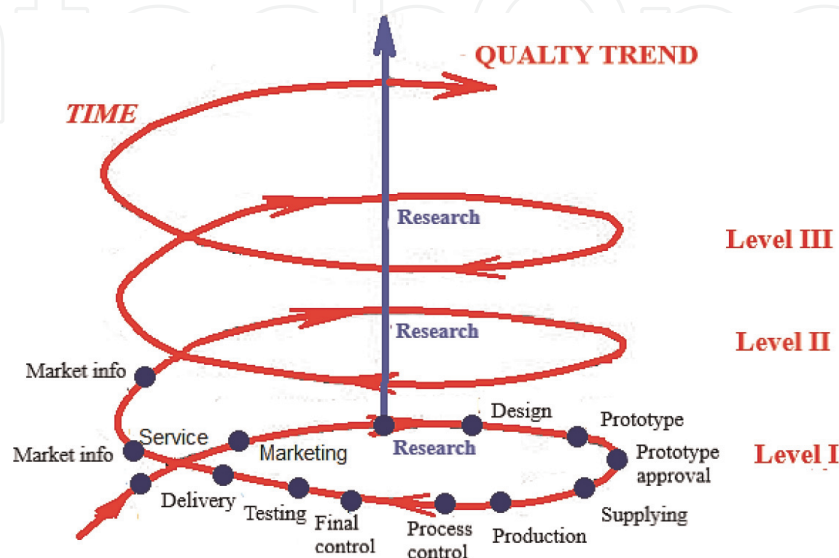 QUALTY TREND
TIME
Research
Level III
Research
Level II
Market info
Design
Prototype
Service
Market info
Marketing
Research
Prototype
approval
Level I
Delivery
Testing
Final
control
Process
control
Production
Supplying